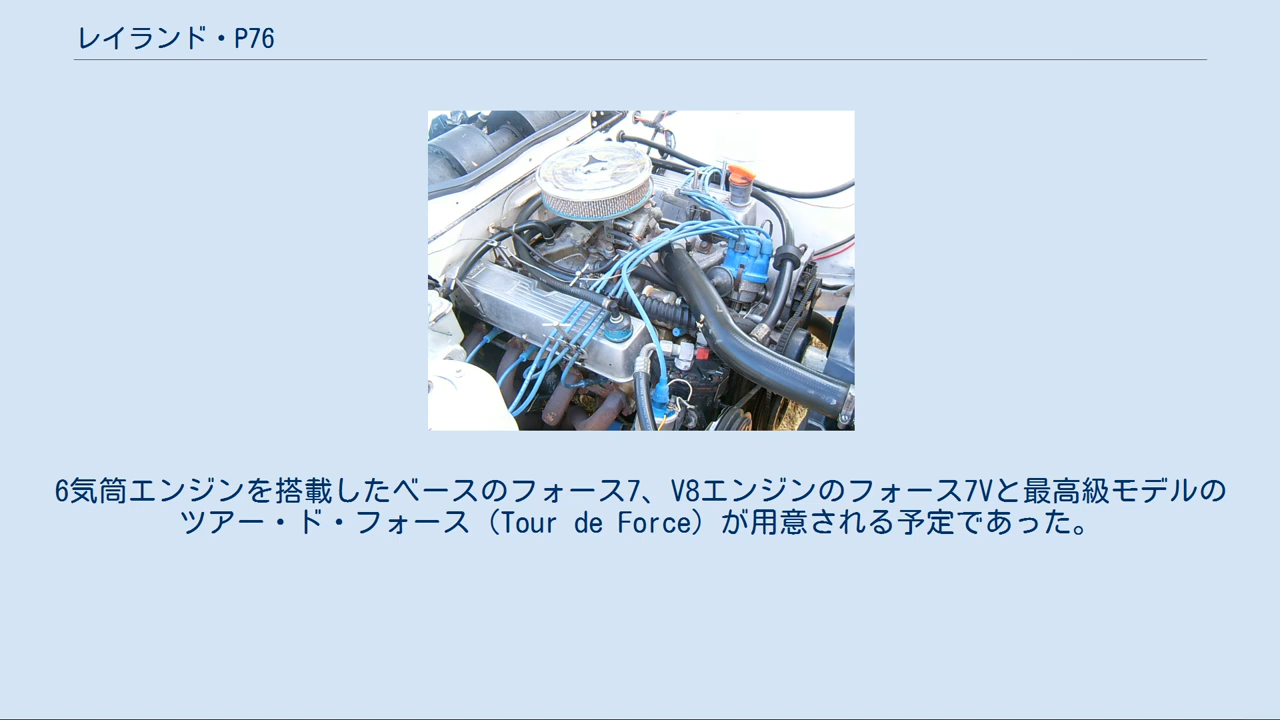 レイランド・P76
6気筒エンジンを搭載したベースのフォース7、V8エンジンのフォース7Vと最高級モデルの
ツアー・ド・フォース（Tour de Force）が用意される予定であった。